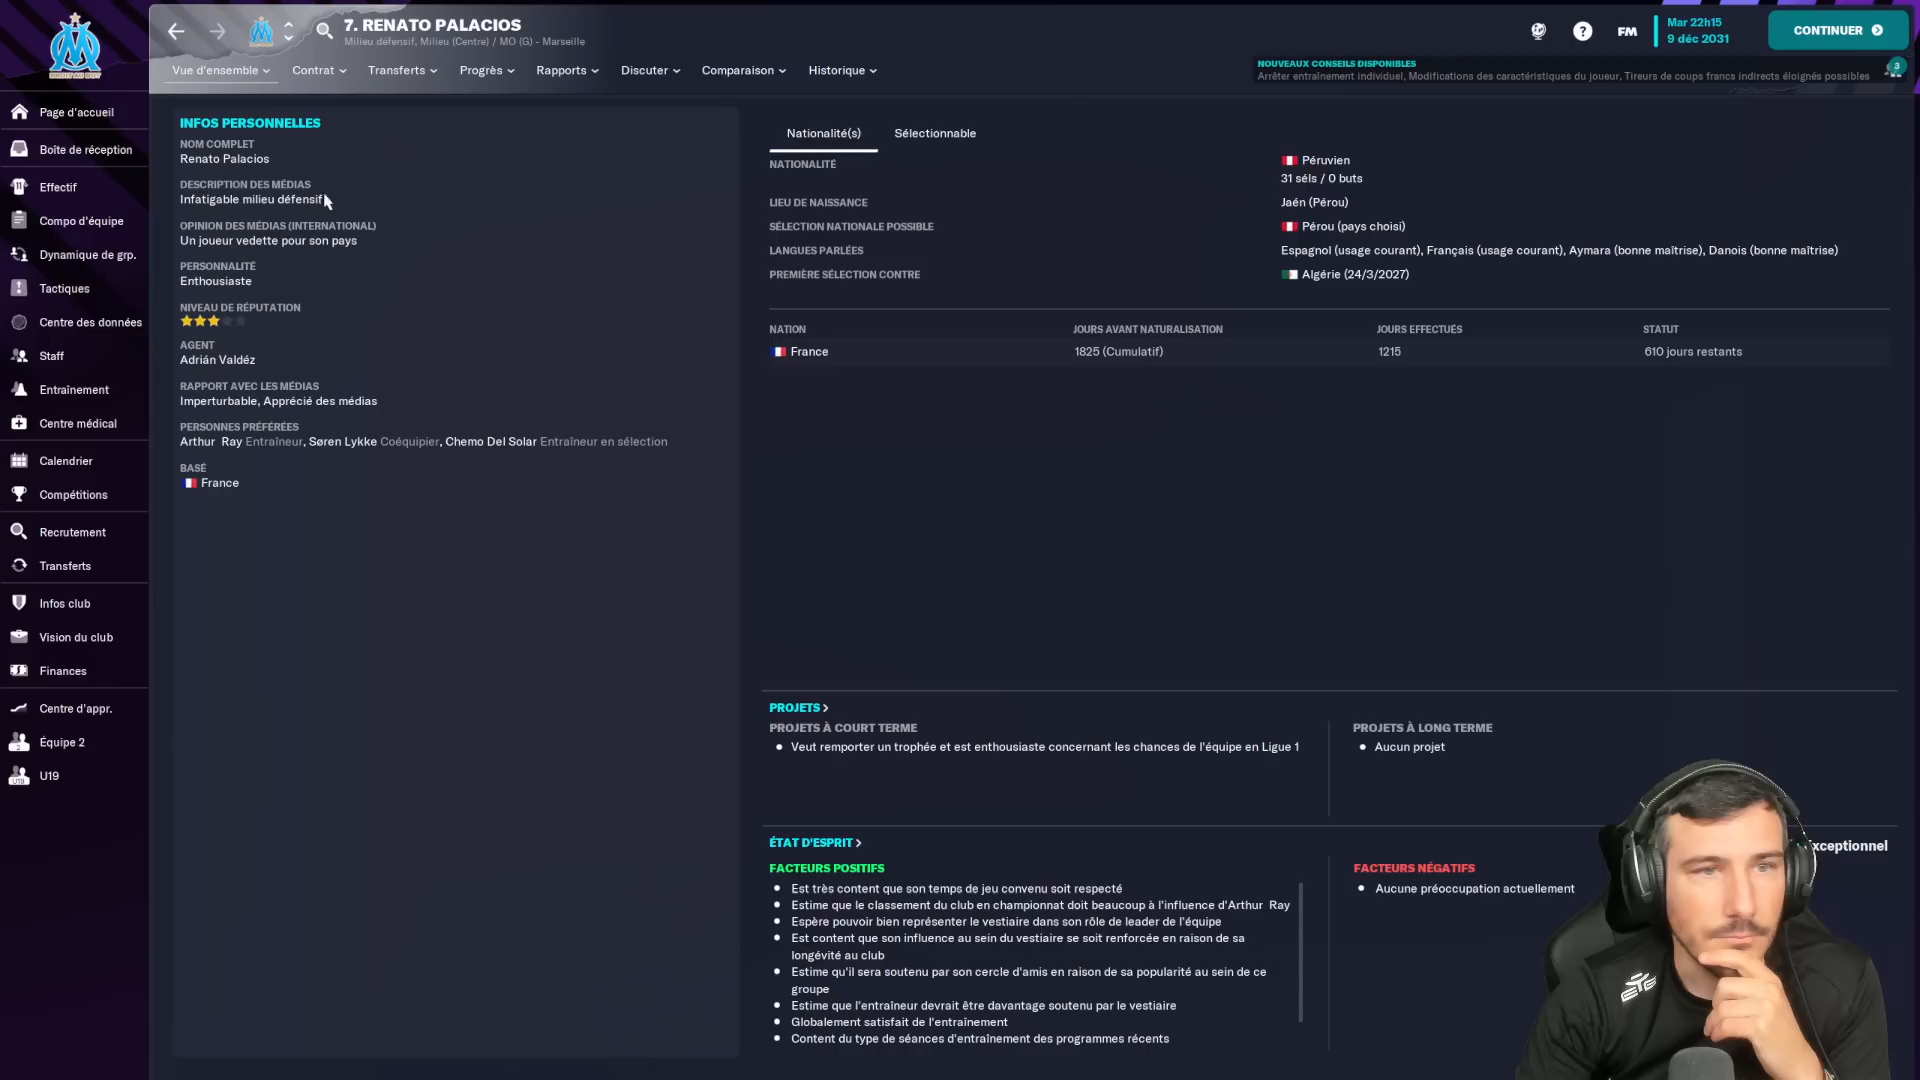 7. RENATO PALACIOS
Milieu défensif, Milieu (Centre) / MO (G) - Marseille
FM
Mar 22h15
9 déc 2031
CONTINUER
Vue d'ensemble
Contrat
Transferts
Progrès
Rapports
Discuter
Comparaison
Historique
NOUVEAUX CONSEILS DISPONIBLES
Arrêter entraînement individuel, Modifications des caractéristiques du joueur, Tireurs de coups francs indirects éloignés possibles
3
Page d'accueil
Boîte de réception
Effectif
Compo d'équipe
Dynamique de grp.
Tactiques
Centre des données
Staff
Entraînement
Centre médical
Calendrier
Compétitions
Recrutement
Transferts
Infos club
Vision du club
Finances
Centre d'appr.
Équipe 2
U19
INFOS PERSONNELLES
NOM COMPLET
Renato Palacios
DESCRIPTION DES MÉDIAS
Infatigable milieu défensif
OPINION DES MÉDIAS (INTERNATIONAL)
Un joueur vedette pour son pays
PERSONNALITÉ
Enthousiaste
NIVEAU DE RÉPUTATION
AGENT
Adrián Valdéz
RAPPORT AVEC LES MÉDIAS
Imperturbable, Apprécié des médias
PERSONNES PRÉFÉRÉES
Arthur Ray Entraîneur, Søren Lykke Coéquipier, Chemo Del Solar Entraîneur en sélection
BASÉ
France
Nationalité(s)
Sélectionnable
NATIONALITÉ
Péruvien
31 séls / 0 buts
LIEU DE NAISSANCE
Jaén (Pérou)
SÉLECTION NATIONALE POSSIBLE
Pérou (pays choisi)
LANGUES PARLÉES
Espagnol (usage courant), Français (usage courant), Aymara (bonne maîtrise), Danois (bonne maîtrise)
PREMIÈRE SÉLECTION CONTRE
Algérie (24/3/2027)
NATION JOURS AVANT NATURALISATION JOURS EFFECTUÉS STATUT
France 1825 (Cumulatif) 1215 610 jours restants
PROJETS
PROJETS À COURT TERME
Veut remporter un trophée et est enthousiaste concernant les chances de l'équipe en Ligue 1
PROJETS À LONG TERME
Aucun projet
ÉTAT D'ESPRIT
xceptionnel
FACTEURS POSITIFS
Est très content que son temps de jeu convenu soit respecté
Estime que le classement du club en championnat doit beaucoup à l'influence d'Arthur Ray
Espère pouvoir bien représenter le vestiaire dans son rôle de leader de l'équipe
Est content que son influence au sein du vestiaire se soit renforcée en raison de sa
longévité au club
Estime qu'il sera soutenu par son cercle d'amis en raison de sa popularité au sein de ce
groupe
Estime que l'entraîneur devrait être davantage soutenu par le vestiaire
Globalement satisfait de l'entraînement
Content du type de séances d'entraînement des programmes récents
FACTEURS NÉGATIFS
Aucune préoccupation actuellement